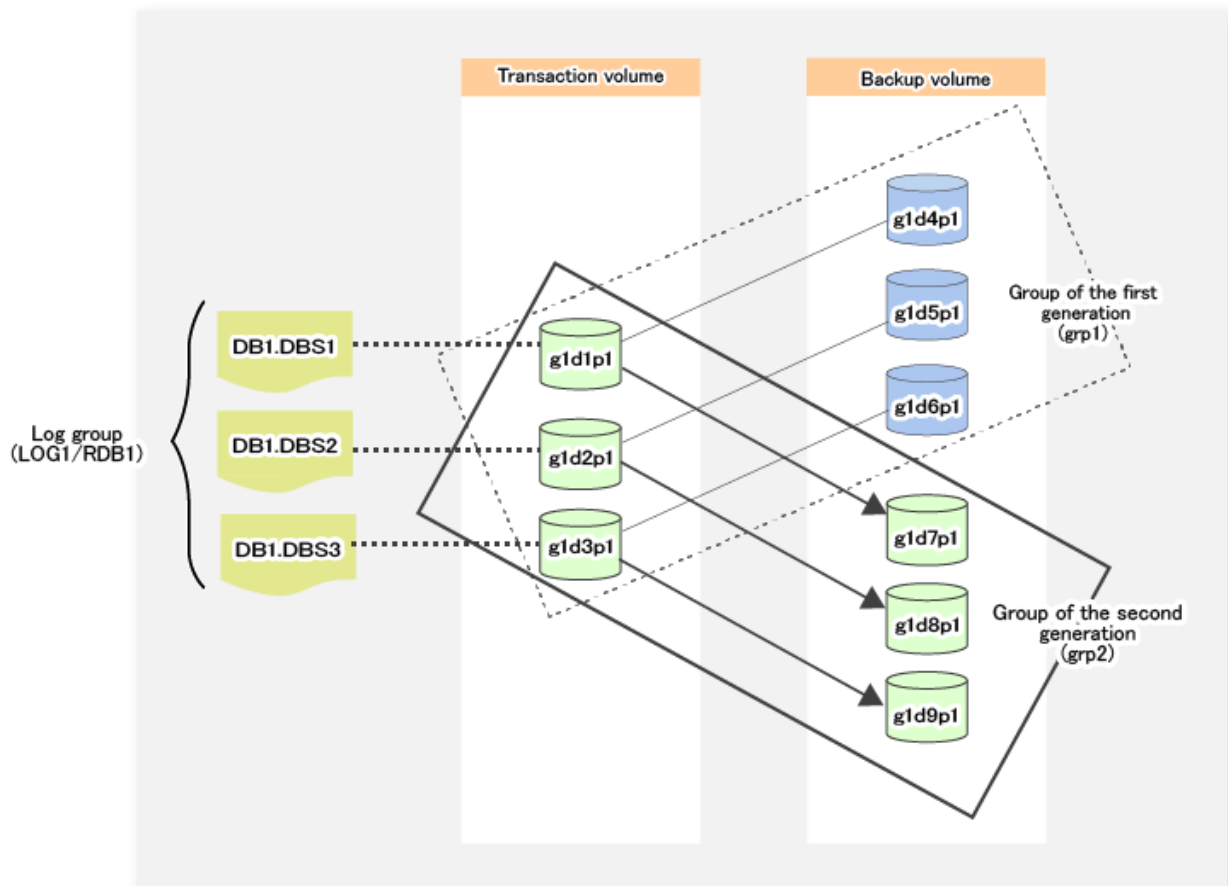 Transaction volume
Backup volume
g1d4p1
g1d5p1
Group of the first
generation
(grp1)
DB1.DBS1
g1d1p1
g1d6p1
Log group
(LOG1/RDB1)
DB1.DBS2
g1d2p1
DB1.DBS3
g1d3p1
g1d7p1
g1d8p1
Group of the second
generation
(grp2)
g1d9p1